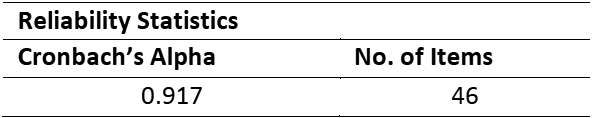 Reliability Statistics
Cronbach’s Alpha No. of Items
0.917 46